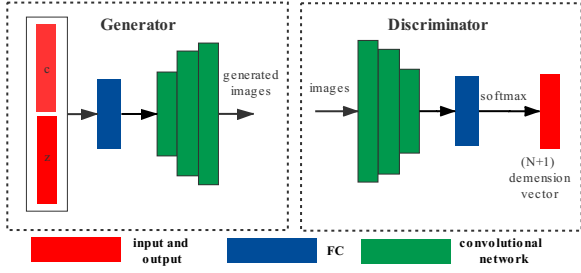 Generator
c
z
generated
images
Discriminator
images
softmax
(N+1)
demension
vector
input and
output
FC
convolutional
network